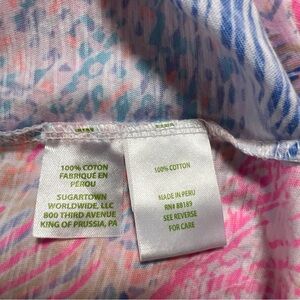 100% COTON
FABRIQUÉ EN
PÉROU
SUGARTOWN
WORLDWIDE, LLC
800 THIRD AVENUE
KING OF PRUSSIA, PA
100% COTTON
MADE IN PERU
RN# 88189
SEE REVERSE
FOR CARE